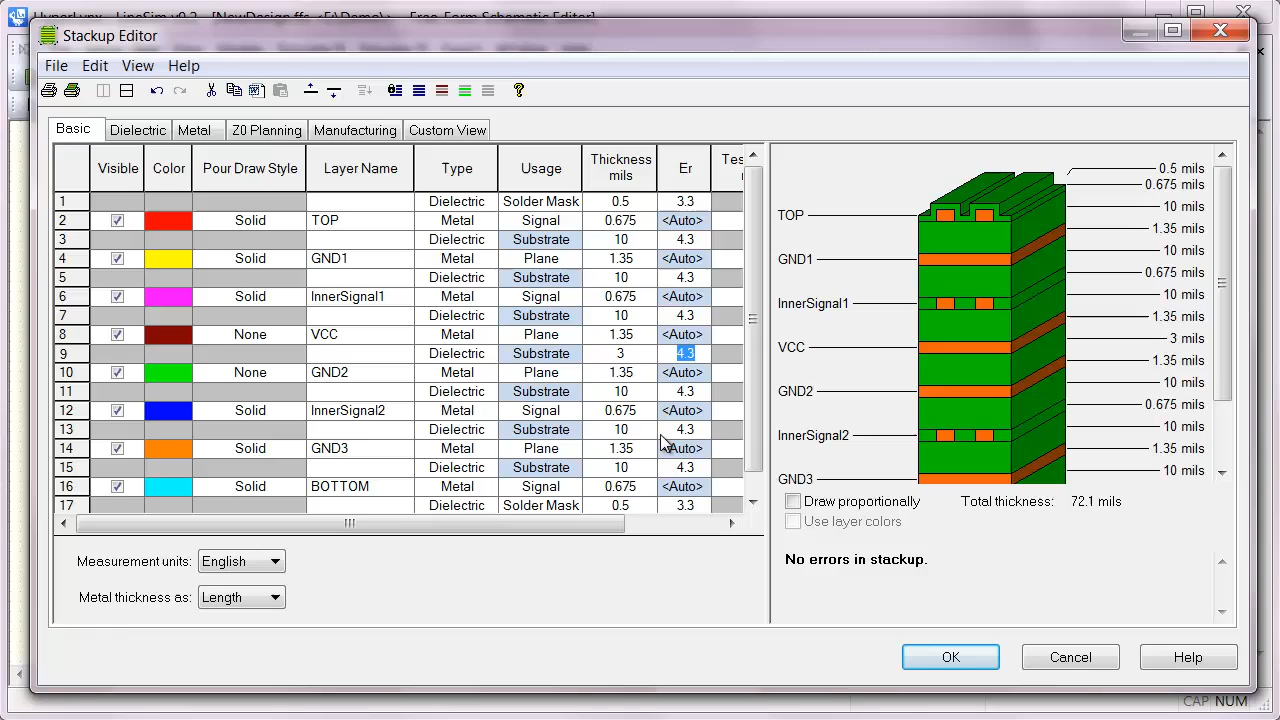 HyperLynx - LineSim v9.2 - [NewDesign.ffs <F:\Demo\> - Free-Form Schematic Editor]
Stackup Editor
File Edit View Help
Basic Dielectric Metal Z0 Planning Manufacturing Custom View
Visible Color Pour Draw Style Layer Name Type Usage Thickness mils Er
1 Dielectric Solder Mask 0.5 3.3
2 Solid TOP Metal Signal 0.675 <Auto>
3 Dielectric Substrate 10 4.3
4 Solid GND1 Metal Plane 1.35 <Auto>
5 Dielectric Substrate 10 4.3
6 Solid InnerSignal1 Metal Signal 0.675 <Auto>
7 Dielectric Substrate 10 4.3
8 None VCC Metal Plane 1.35 <Auto>
9 Dielectric Substrate 3 4.3
10 None GND2 Metal Plane 1.35 <Auto>
11 Dielectric Substrate 10 4.3
12 Solid InnerSignal2 Metal Signal 0.675 <Auto>
13 Dielectric Substrate 10 4.3
14 Solid GND3 Metal Plane 1.35 <Auto>
15 Dielectric Substrate 10 4.3
16 Solid BOTTOM Metal Signal 0.675 <Auto>
17 Dielectric Solder Mask 0.5 3.3
Measurement units: English
Metal thickness as: Length
0.5 mils
0.675 mils
10 mils
TOP
1.35 mils
10 mils
GND1
0.675 mils
10 mils
InnerSignal1
1.35 mils
3 mils
VCC
1.35 mils
10 mils
GND2
0.675 mils
10 mils
InnerSignal2
1.35 mils
10 mils
GND3
Draw proportionally Total thickness: 72.1 mils
Use layer colors
No errors in stackup.
OK Cancel Help
CAP NUM